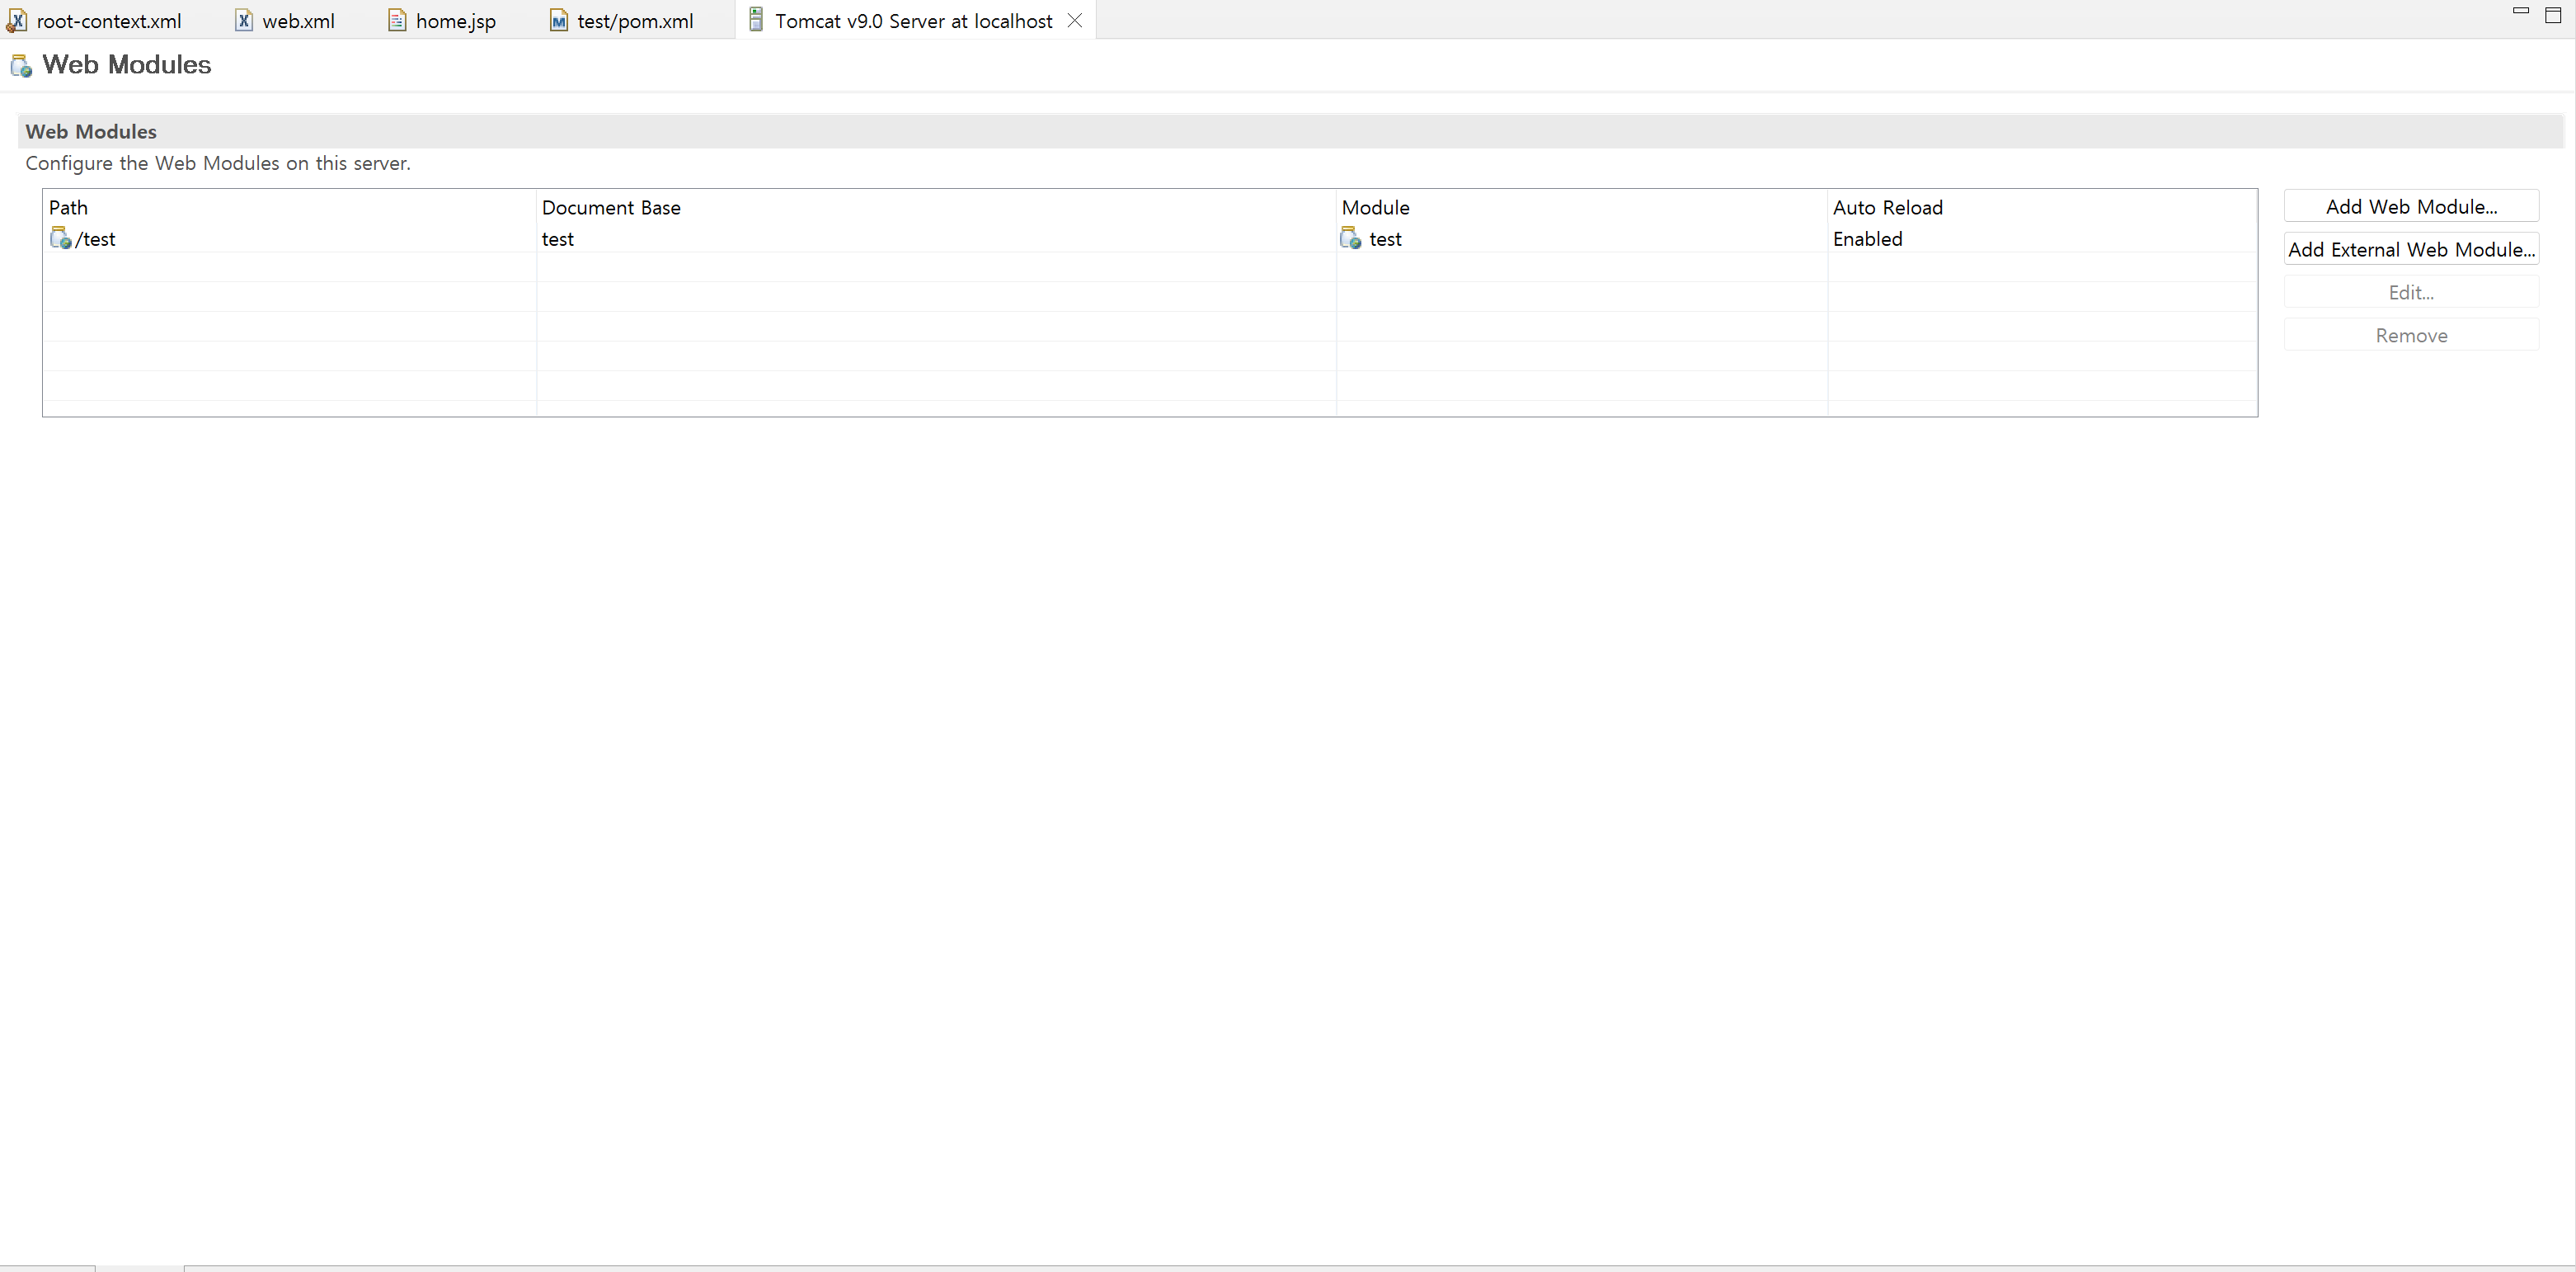 root-context.xml web.xml home.jsp test/pom.xml Tomcat v9.0 Server at localhost
Web Modules
Web Modules
Configure the Web Modules on this server.
Path Document Base Module Auto Reload
/test test test Enabled
Add Web Module...
Add External Web Module...
Edit...
Remove